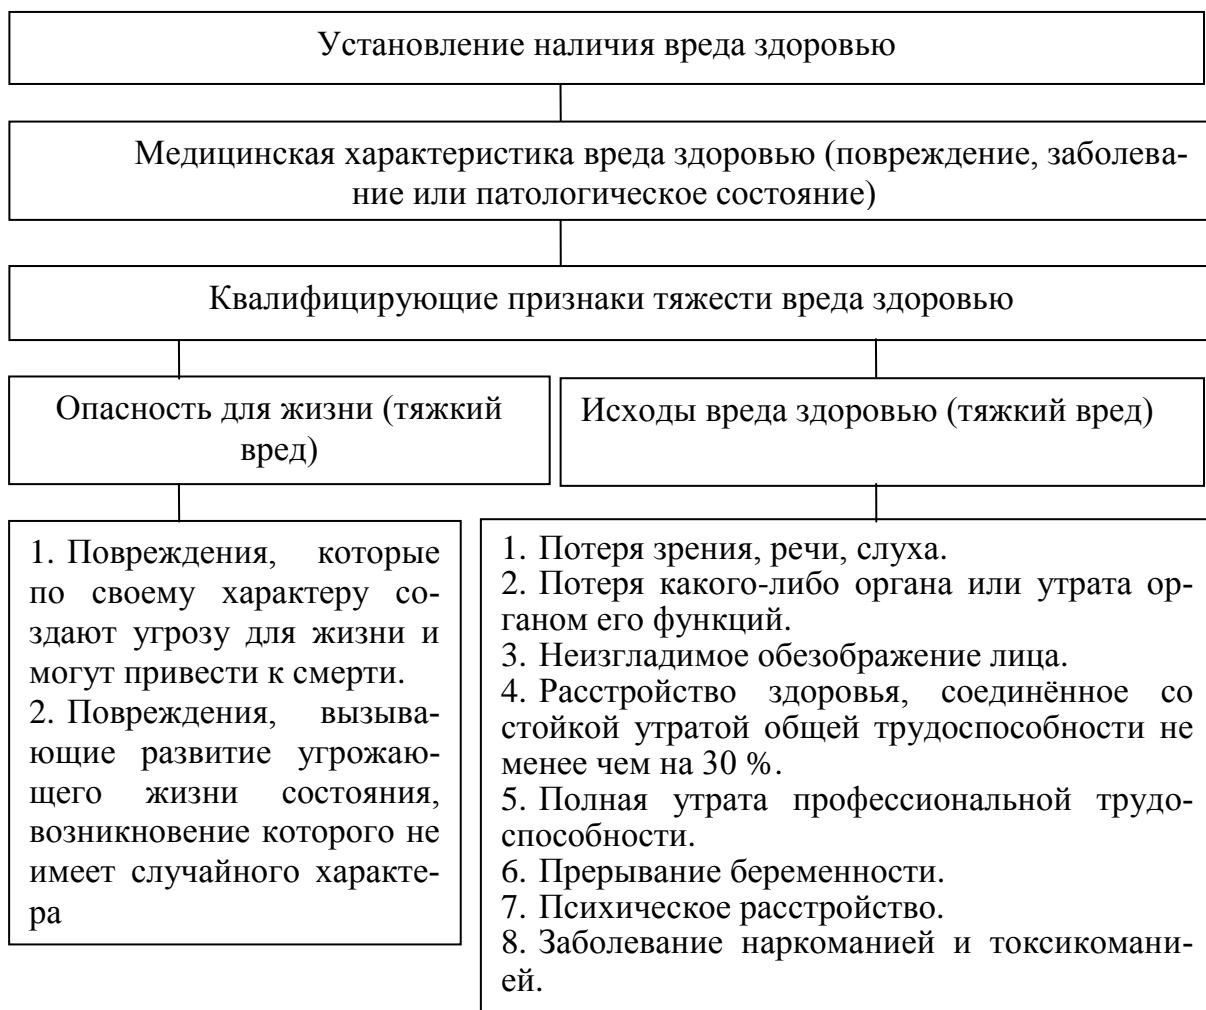 Установление наличия вреда здоровью
Медицинская характеристика вреда здоровью (повреждение, заболева-
ние или патологическое состояние)
Квалифицирующие признаки тяжести вреда здоровью
Опасность для жизни (тяжкий
вред)
Исходы вреда здоровью (тяжкий вред)
1. Повреждения, которые
по своему характеру со-
здают угрозу для жизни и
могут привести к смерти.
2. Повреждения, вызыва-
ющие развитие угрожаю-
щего жизни состояния,
возникновение которого не
имеет случайного характе-
ра
1. Потеря зрения, речи, слуха.
2. Потеря какого-либо органа или утрата ор-
ганом его функций.
3. Неизгладимое обезображение лица.
4. Расстройство здоровья, соединённое со
стойкой утратой общей трудоспособности не
менее чем на 30 %.
5. Полная утрата профессиональной трудо-
способности.
6. Прерывание беременности.
7. Психическое расстройство.
8. Заболевание наркоманией и токсикомани-
ей.